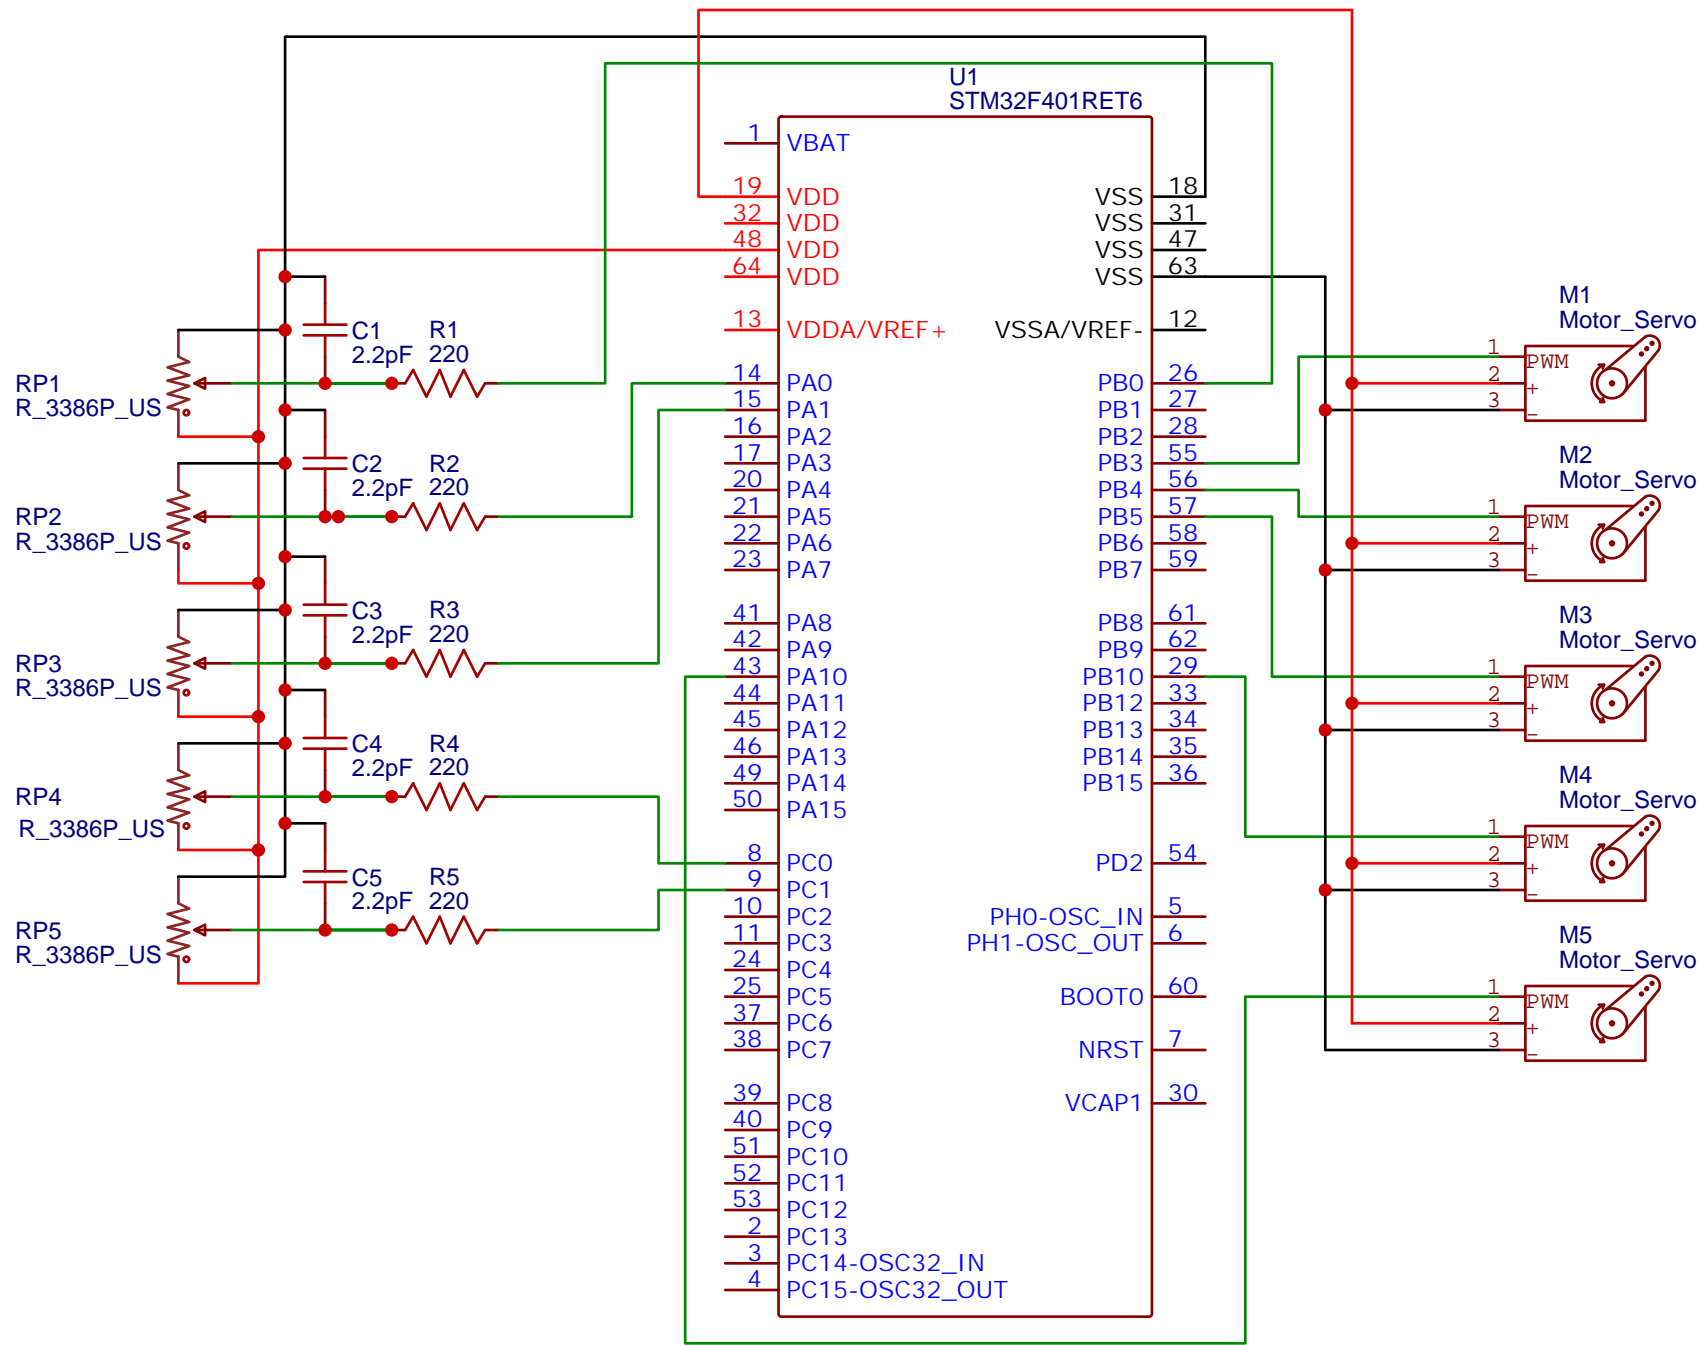 U1
STM32F401RET6
1 VBAT
19 VDD
32 VDD
48 VDD
64 VDD
13 VDDA/VREF+
14 PA0
15 PA1
16 PA2
17 PA3
20 PA4
21 PA5
22 PA6
23 PA7
41 PA8
42 PA9
43 PA10
44 PA11
45 PA12
46 PA13
49 PA14
50 PA15
8 PC0
9 PC1
10 PC2
11 PC3
24 PC4
25 PC5
37 PC6
38 PC7
39 PC8
40 PC9
51 PC10
52 PC11
53 PC12
2 PC13
3 PC14-OSC32_IN
4 PC15-OSC32_OUT
VSS 18
VSS 31
VSS 47
VSS 63
VSSA/VREF- 12
PB0 26
PB1 27
PB2 28
PB3 55
PB4 56
PB5 57
PB6 58
PB7 59
PB8 61
PB9 62
PB10 29
PB12 33
PB13 34
PB14 35
PB15 36
PD2 54
PH0-OSC_IN 5
PH1-OSC_OUT 6
BOOT0 60
NRST 7
VCAP1 30
RP1
R_3386P_US
C1
2.2pF
R1
220
RP2
R_3386P_US
C2
2.2pF
R2
220
RP3
R_3386P_US
C3
2.2pF
R3
220
RP4
R_3386P_US
C4
2.2pF
R4
220
RP5
R_3386P_US
C5
2.2pF
R5
220
M1
Motor_Servo
1 PWM
2 +
3 -
M2
Motor_Servo
1 PWM
2 +
3 -
M3
Motor_Servo
1 PWM
2 +
3 -
M4
Motor_Servo
1 PWM
2 +
3 -
M5
Motor_Servo
1 PWM
2 +
3 -